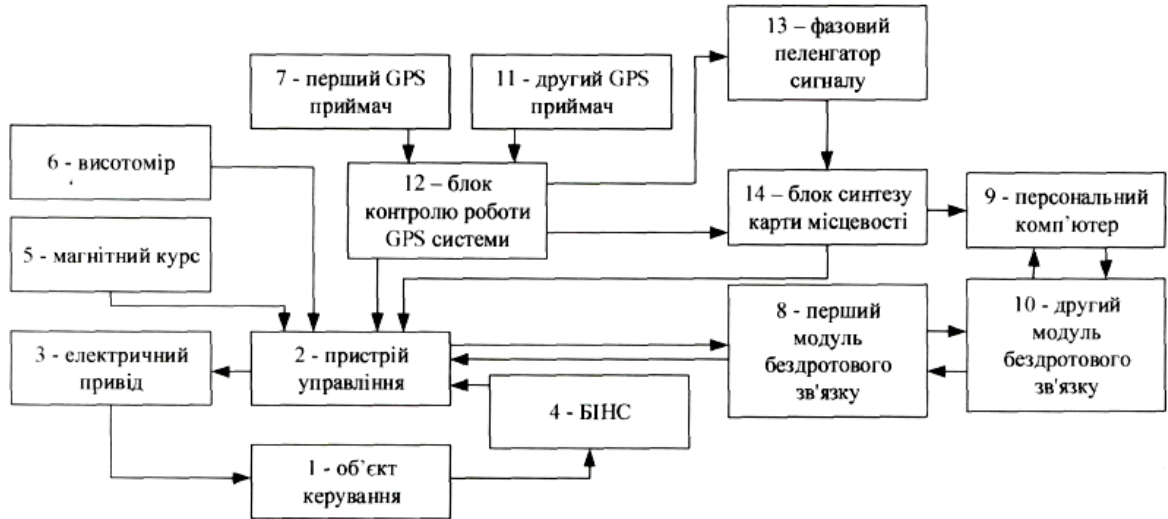 13 – фазовий
пеленгатор
сигналу
7 - перший GPS
приймач
11 - другий GPS
приймач
6 - висотомір
12 – блок
контролю роботи
GPS системи
14 – блок синтезу
карти місцевості
9 - персональний
комп'ютер
5 - магнітний курс
3 - електричний
привід
2 - пристрій
управління
8 - перший
модуль
бездротового
зв'язку
10 - другий
модуль
бездротового
зв'язку
4 - БІНС
1 - об'єкт
керування